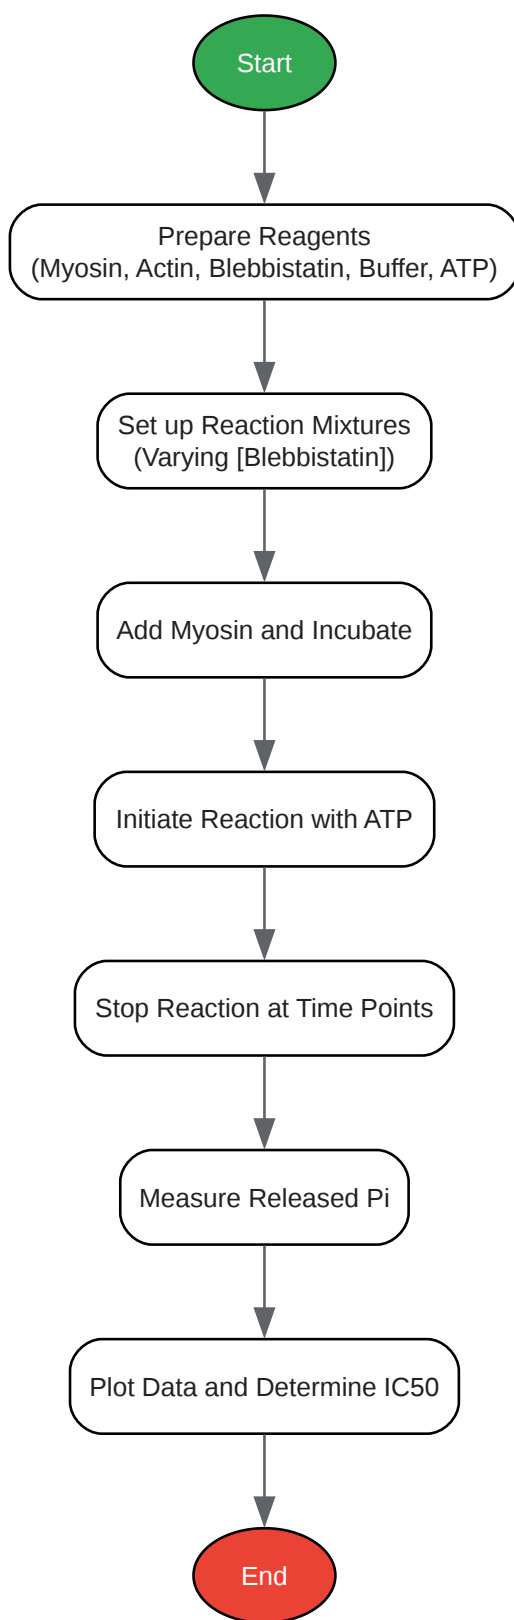 Start
Prepare Reagents
(Myosin, Actin, Blebbistatin, Buffer, ATP)
Set up Reaction Mixtures
(Varying [Blebbistatin])
Add Myosin and Incubate
Initiate Reaction with ATP
Stop Reaction at Time Points
Measure Released Pi
Plot Data and Determine IC50
End